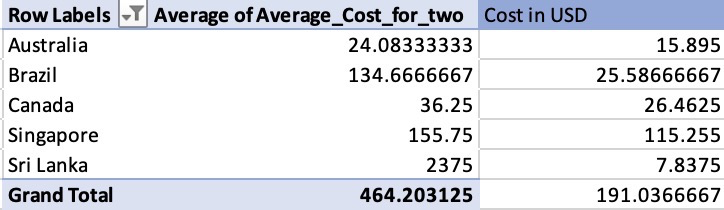 Row Labels Average of Average_Cost_for_two Cost in USD
Australia 24.08333333 15.895
Brazil 134.6666667 25.58666667
Canada 36.25 26.4625
Singapore 155.75 115.255
Sri Lanka 2375 7.8375
Grand Total 464.203125 191.0366667